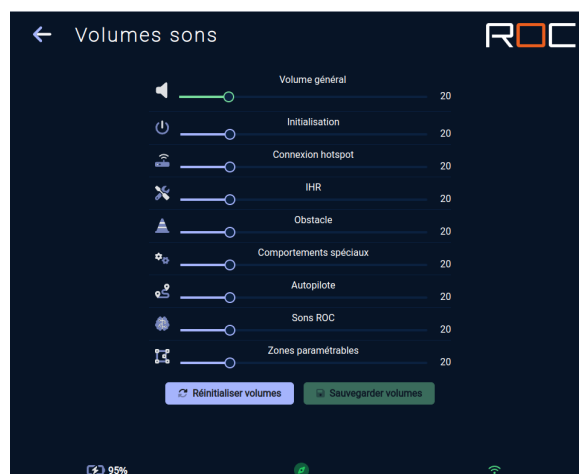 Volumes sons
ROC
Volume général
20
Initialisation
20
Connexion hotspot
20
IHR
20
Obstacle
20
Comportements spéciaux
20
Autopilote
20
Sons ROC
20
Zones paramétrables
20
Réinitialiser volumes
Sauvegarder volumes
95%